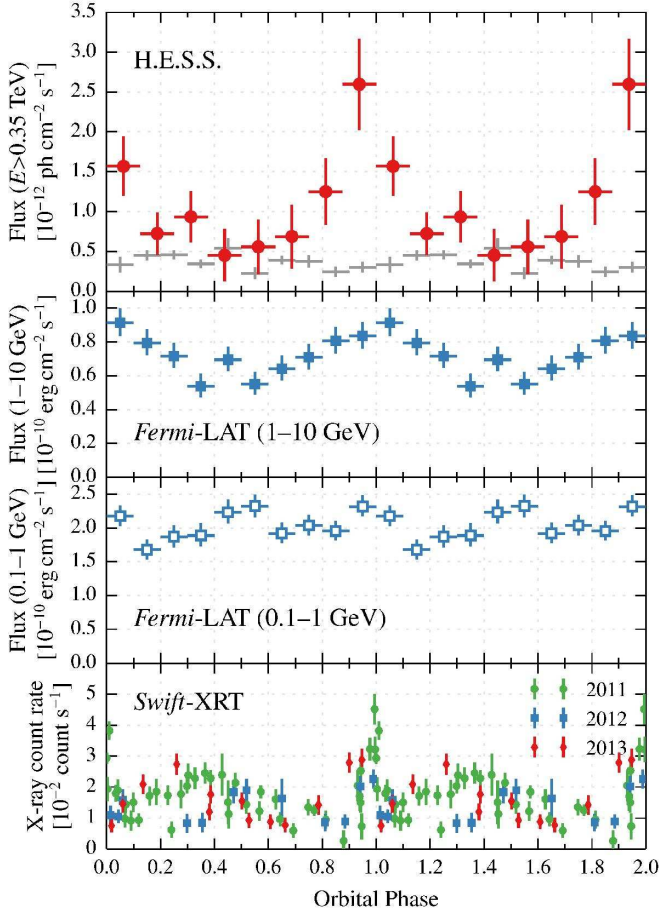 Flux (E>0.35 TeV)
[10⁻¹² ph cm⁻² s⁻¹]
3.5
3.0
2.5
2.0
1.5
1.0
0.5
0.0
H.E.S.S.
Flux (1–10 GeV)
[10⁻¹⁰ erg cm⁻² s⁻¹]
1.0
0.8
0.6
0.4
0.2
0.0
Fermi-LAT (1–10 GeV)
Flux (0.1–1 GeV)
[10⁻¹⁰ erg cm⁻² s⁻¹]
2.5
2.0
1.5
1.0
0.5
0.0
Fermi-LAT (0.1–1 GeV)
X-ray count rate
[10⁻² count s⁻¹]
5
4
3
2
1
0
Swift-XRT
2011
2012
2013
0.0 0.2 0.4 0.6 0.8 1.0 1.2 1.4 1.6 1.8 2.0
Orbital Phase